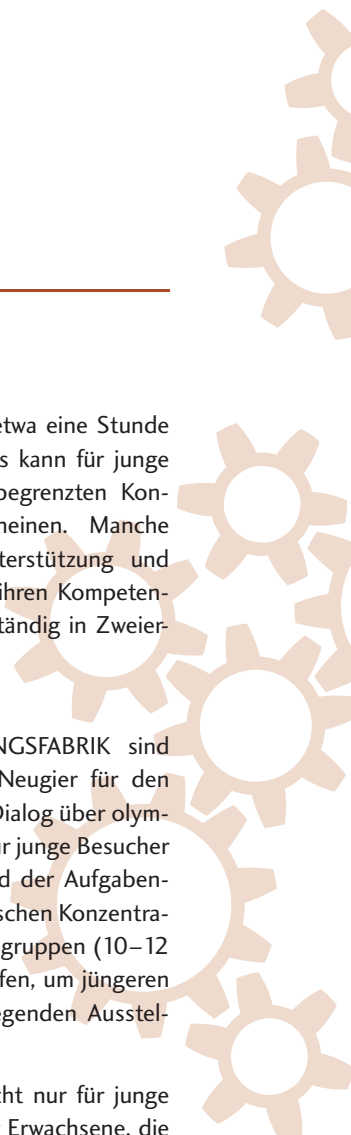 etwa eine Stunde
s kann für junge
begrenzten Kon-
heinen. Manche
terstützung und
ihren Kompeten-
tändig in Zweier-
NGSFABRIK sind
Neugier für den
Dialog über olym-
ür junge Besucher
d der Aufgaben-
schen Konzentra-
gruppen (10–12
fen, um jüngeren
egenden Ausstel-
cht nur für junge
Erwachsene, die